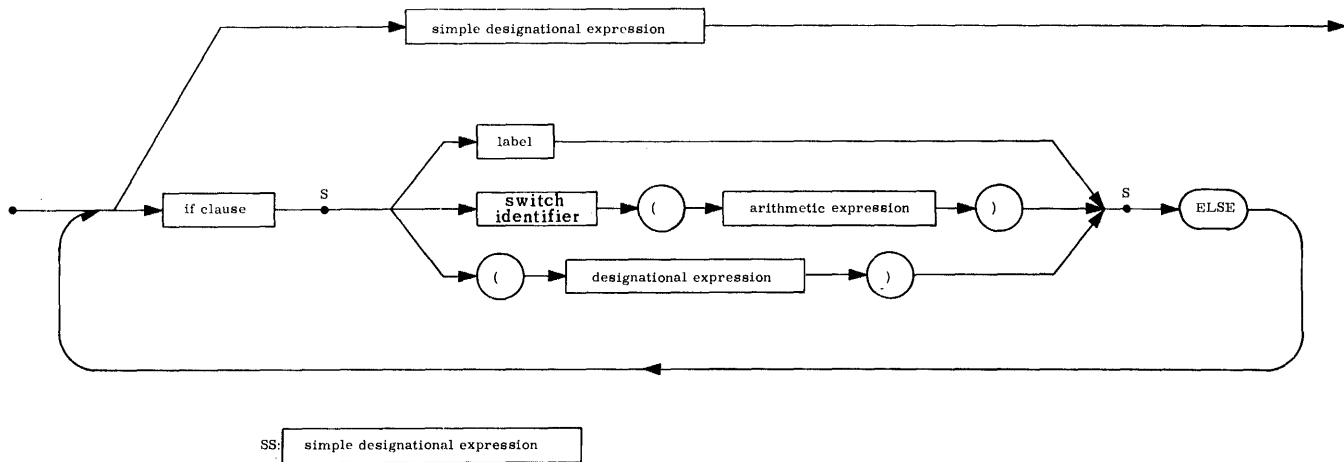 simple designational expression
label
S
S
if clause
switch
identifier
(
arithmetic expression
)
ELSE
(
designational expression
)
SS: simple designational expression